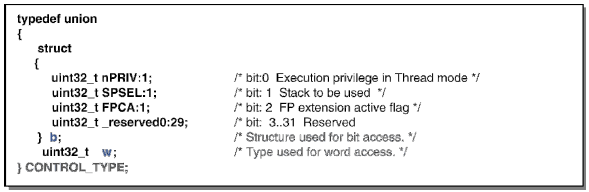 typedef union
{
struct
{
uint32_t nPRIV:1; /* bit:0 Execution privilege in Thread mode */
uint32_t SPSEL:1; /* bit: 1 Stack to be used */
uint32_t FPCA:1; /* bit: 2 FP extension active flag */
uint32_t _reserved0:29; /* bit: 3..31 Reserved
} b; /* Structure used for bit access. */
uint32_t w; /* Type used for word access. */
} CONTROL_TYPE;